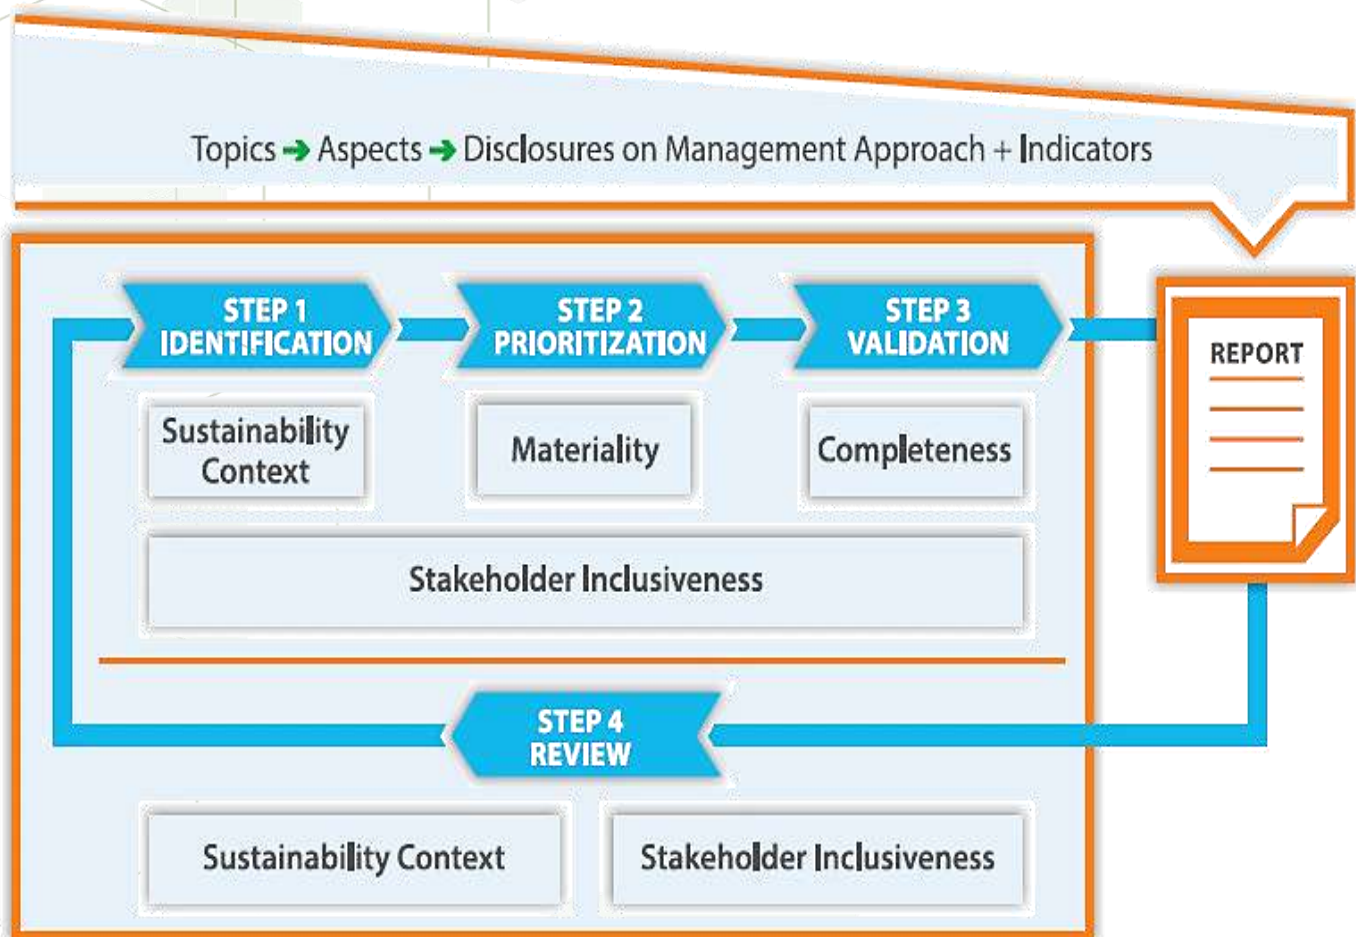 Topics ➔ Aspects ➔ Disclosures on Management Approach + Indicators
STEP 1
IDENTIFICATION
STEP 2
PRIORITIZATION
STEP 3
VALIDATION
REPORT
Sustainability
Context
Materiality
Completeness
Stakeholder Inclusiveness
STEP 4
REVIEW
Sustainability Context
Stakeholder Inclusiveness